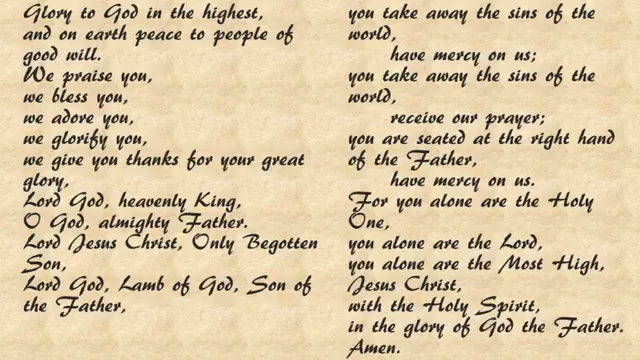 Glory to God in the highest,
and on earth peace to people of
good will.
We praise you,
we bless you,
we adore you,
we glorify you,
we give you thanks for your great
glory,
Lord God, heavenly King,
O God, almighty Father.
Lord Jesus Christ, Only Begotten
Son,
Lord God, Lamb of God, Son of
the Father,
you take away the sins of the
world,
have mercy on us;
you take away the sins of the
world,
receive our prayer;
you are seated at the right hand
of the Father,
have mercy on us.
For you alone are the Holy
One,
you alone are the Lord,
you alone are the Most High,
Jesus Christ,
with the Holy Spirit,
in the glory of God the Father.
Amen.